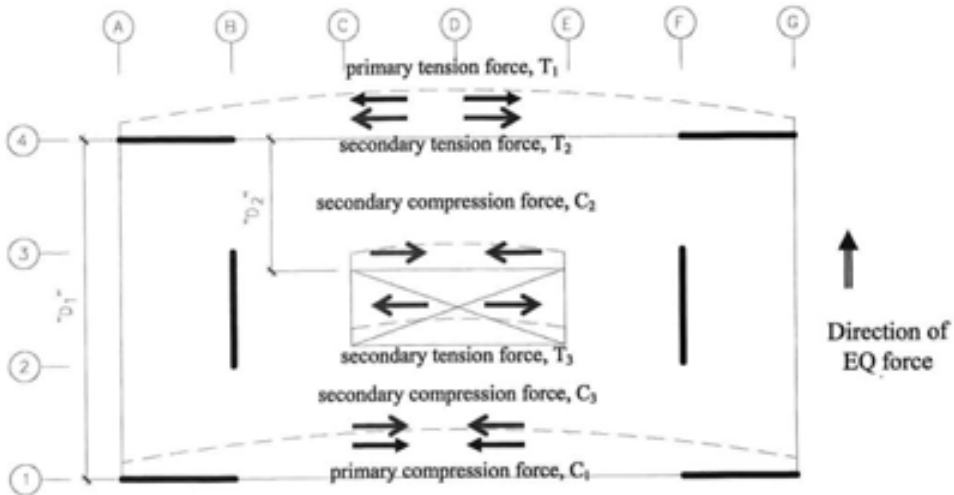 A B C D E F G
primary tension force, T1
4
secondary tension force, T2
"D2"
secondary compression force, C2
3
"D1"
Direction of
EQ force
2
secondary tension force, T3
secondary compression force, C3
1
primary compression force, C1